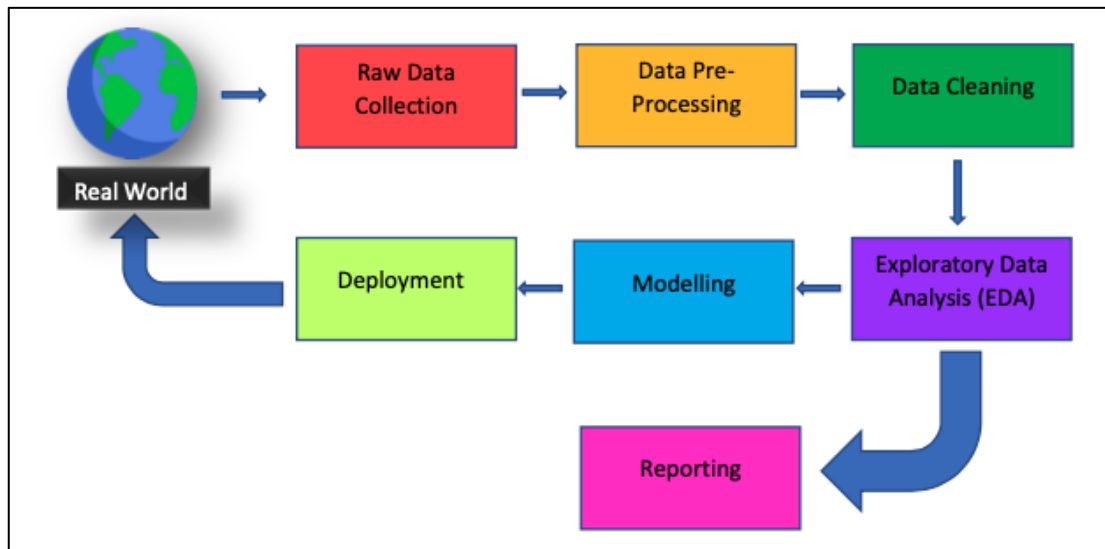 Real World
Raw Data
Collection
Data Pre-
Processing
Data Cleaning
Exploratory Data
Analysis (EDA)
Modelling
Deployment
Reporting